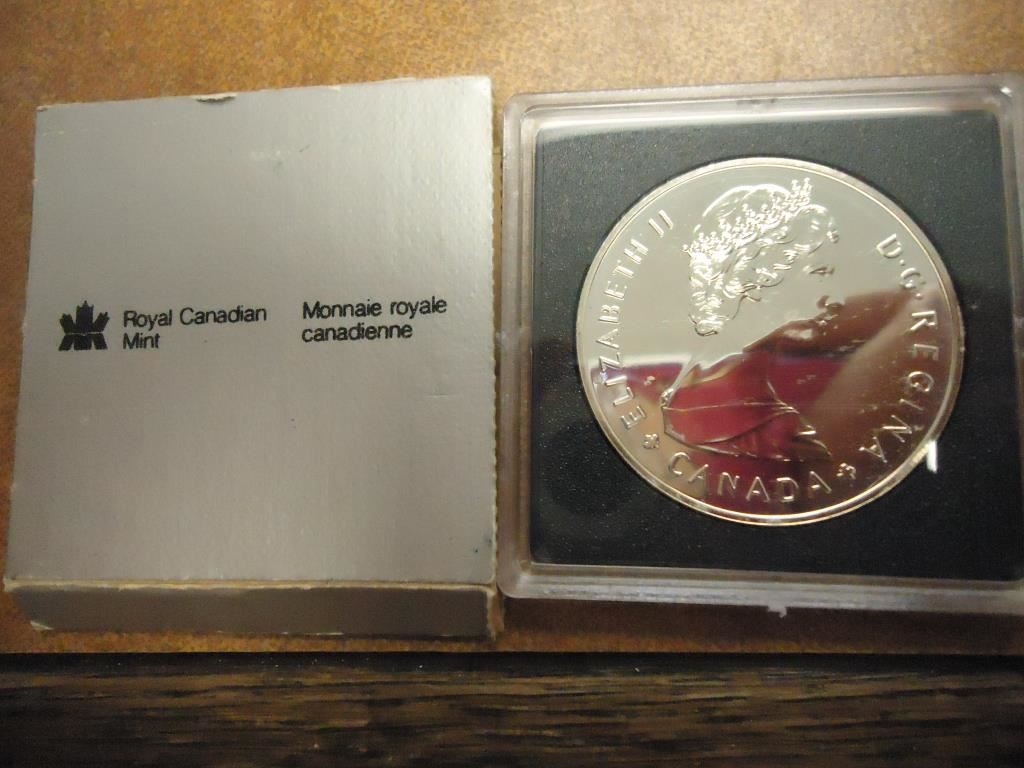 Royal Canadian
Mint
Monnaie royale
canadienne
ELIZABETH II
D·G·REGINA
CANADA